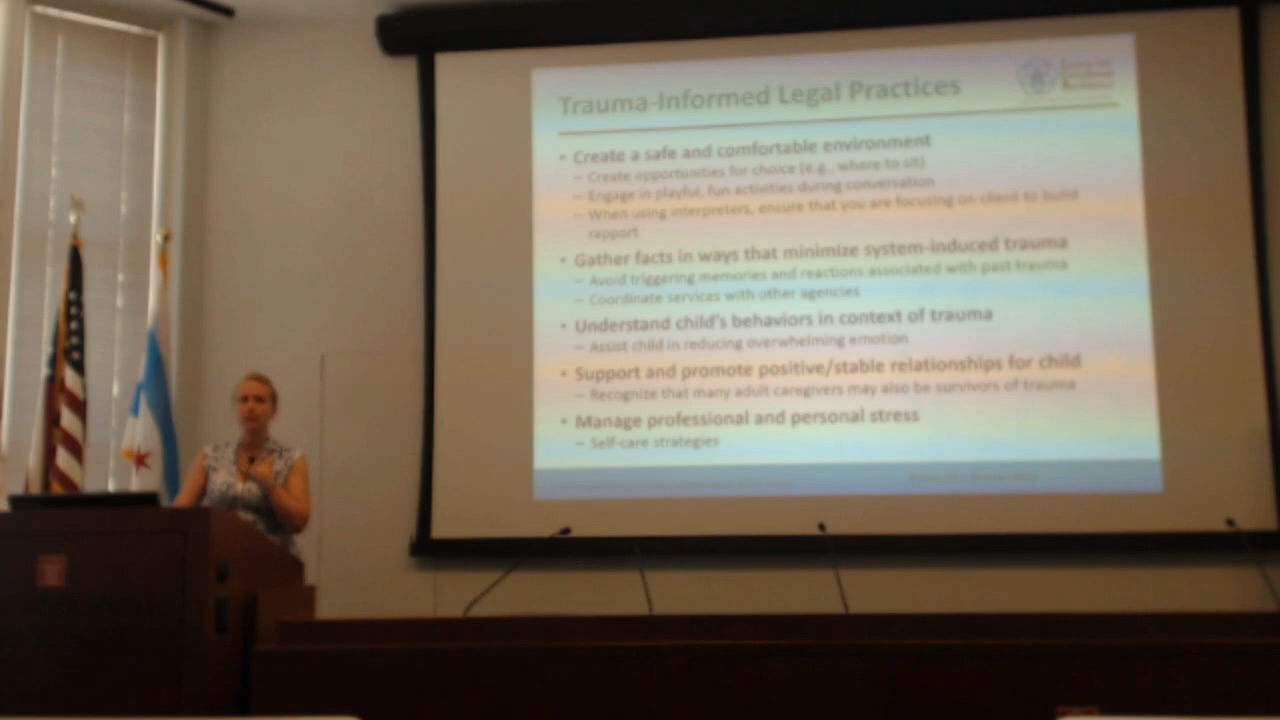 Trauma-Informed Legal Practices
• Create a safe and comfortable environment
– Create opportunities for choice (e.g., where to sit)
– Engage in playful, fun activities during conversation
– When using interpreters, ensure that you are focusing on client to build
rapport
• Gather facts in ways that minimize system-induced trauma
– Avoid triggering memories and reactions associated with past trauma
– Coordinate services with other agencies
• Understand child's behaviors in context of trauma
– Assist child in reducing overwhelming emotion
• Support and promote positive/stable relationships for child
– Recognize that many adult caregivers may also be survivors of trauma
• Manage professional and personal stress
– Self-care strategies